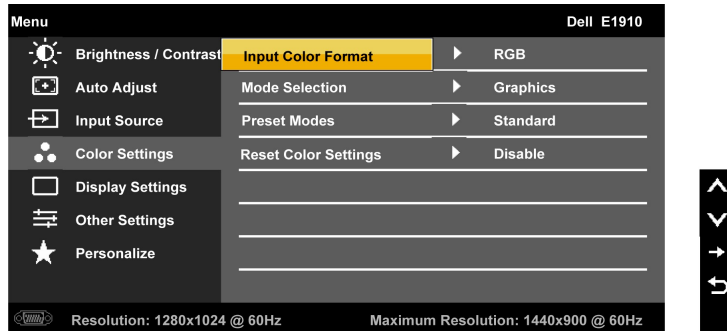 Menu Dell E1910
Brightness / Contrast Input Color Format RGB
Auto Adjust Mode Selection Graphics
Input Source Preset Modes Standard
Color Settings Reset Color Settings Disable
Display Settings
Other Settings
Personalize
Resolution: 1280x1024 @ 60Hz Maximum Resolution: 1440x900 @ 60Hz